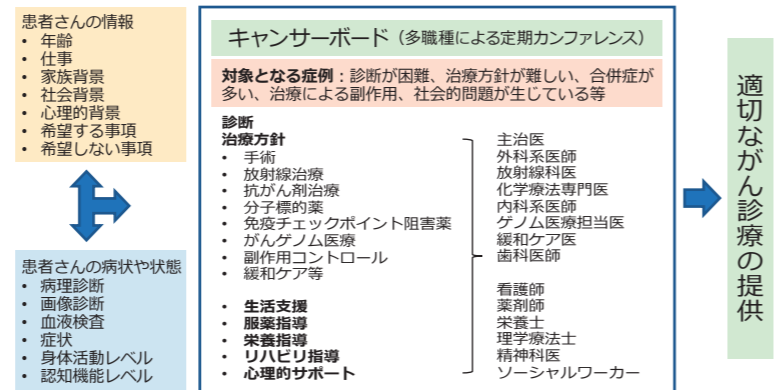 患者さんの情報
• 年齢
• 仕事
• 家族背景
• 社会背景
• 心理的背景
• 希望する事項
• 希望しない事項
患者さんの病状や状態
• 病理診断
• 画像診断
• 血液検査
• 症状
• 身体活動レベル
• 認知機能レベル
キャンサーボード（多職種による定期カンファレンス）
対象となる症例：診断が困難、治療方針が難しい、合併症が
多い、治療による副作用、社会的問題が生じている等
診断
治療方針
• 手術
• 放射線治療
• 抗がん剤治療
• 分子標的薬
• 免疫チェックポイント阻害薬
• がんゲノム医療
• 副作用コントロール
• 緩和ケア等
• 生活支援
• 服薬指導
• 栄養指導
• リハビリ指導
• 心理的サポート
主治医
外科系医師
放射線科医
化学療法専門医
内科系医師
ゲノム医療担当医
緩和ケア医
歯科医師
看護師
薬剤師
栄養士
理学療法士
精神科医
ソーシャルワーカー
適切ながん診療の提供